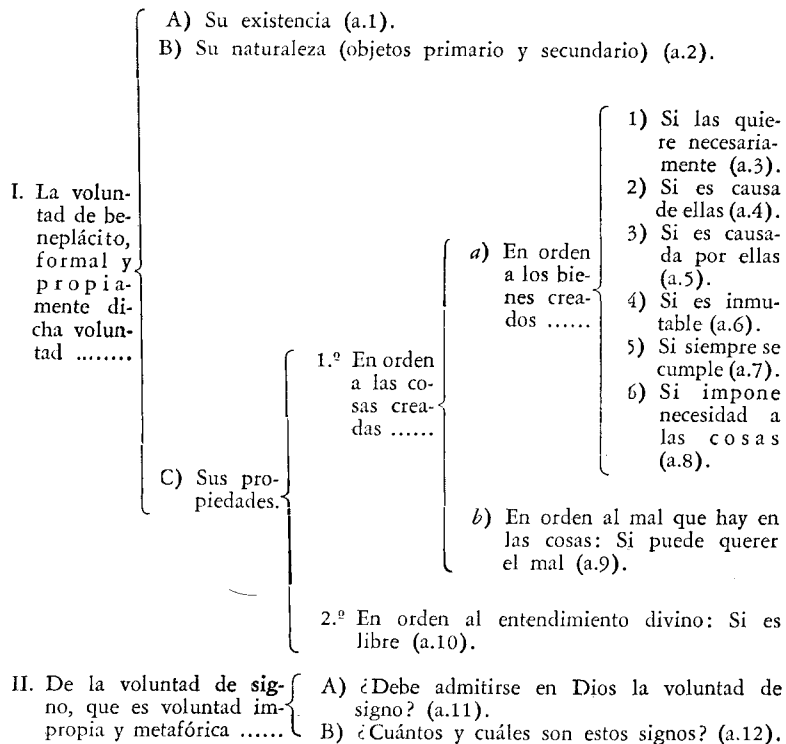 A) Su existencia (a.1).
B) Su naturaleza (objetos primario y secundario) (a.2).
I. La volun-
tad de be-
neplácito,
formal y
propia-
mente di-
cha volun-
tad ........
C) Sus pro-
piedades.
1.º En orden
a las co-
sas crea-
das ......
a) En orden
a los bie-
nes crea-
dos ......
1) Si las quie-
re necesaria-
mente (a.3).
2) Si es causa
de ellas (a.4).
3) Si es causa-
da por ellas
(a.5).
4) Si es inmu-
table (a.6).
5) Si siempre se
cumple (a.7).
6) Si impone
necesidad a
las cosas
(a.8).
b) En orden al mal que hay en
las cosas: Si puede querer
el mal (a.9).
2.º En orden al entendimiento divino: Si es
libre (a.10).
II. De la voluntad de sig-
no, que es voluntad im-
propia y metafórica ......
A) ¿Debe admitirse en Dios la voluntad de
signo? (a.11).
B) ¿Cuántos y cuáles son estos signos? (a.12).